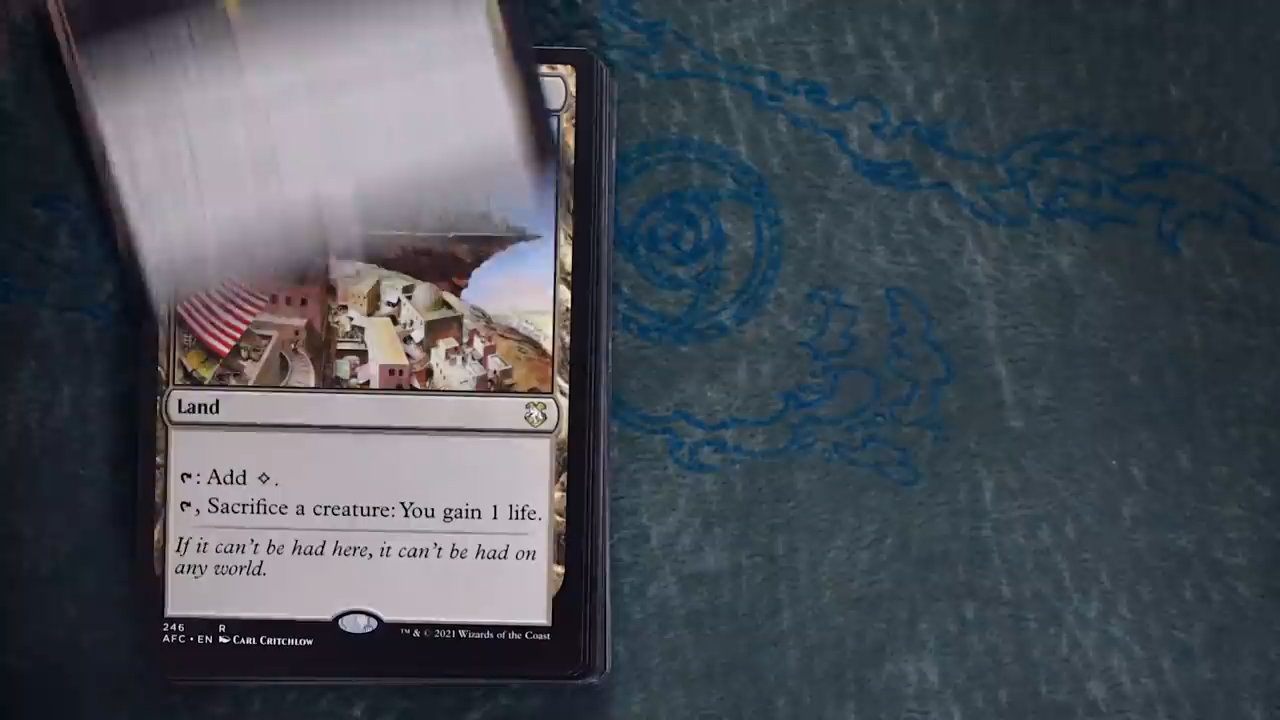 Land
: Add .
, Sacrifice a creature: You gain 1 life.
If it can't be had here, it can't be had on
any world.
246 R
AFC • EN CARL CRITCHLOW
™ & © 2021 Wizards of the Coast